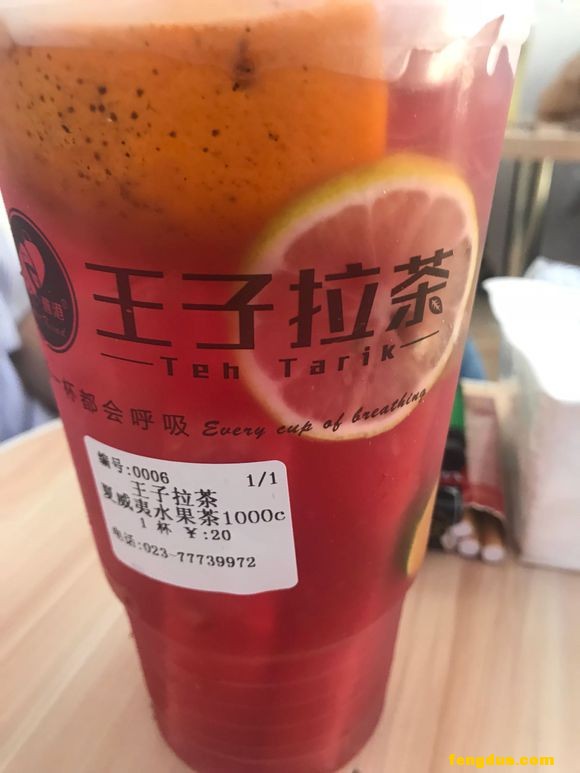 王子拉茶
Teh Tarik
一杯都会呼吸 Every cup of breathing
编号:0006 1/1
王子拉茶
夏威夷水果茶1000c
1 杯 ¥:20
电话:023-77739972
fengduo.com